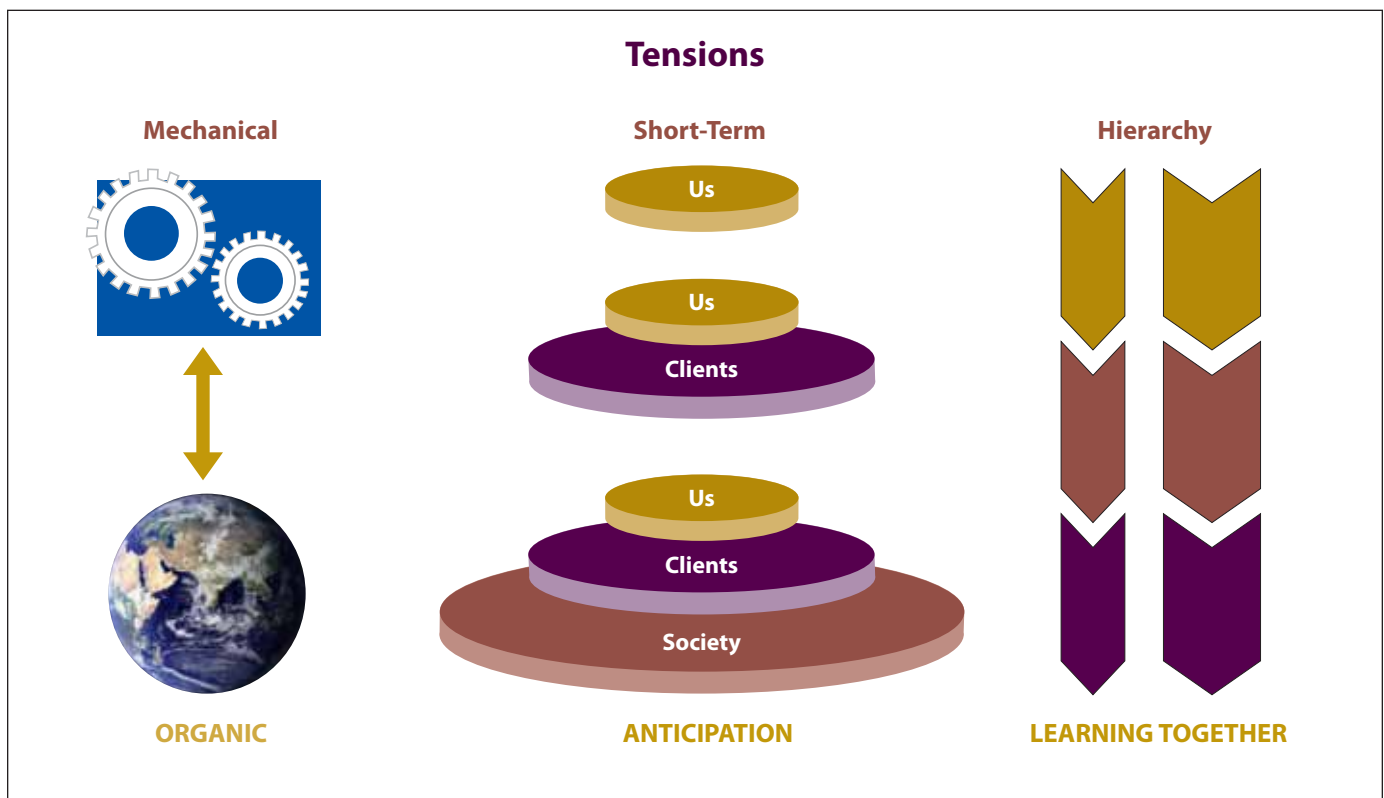 Tensions
Mechanical
Short-Term
Hierarchy
Us
Us
Clients
Us
Clients
Society
ORGANIC
ANTICIPATION
LEARNING TOGETHER